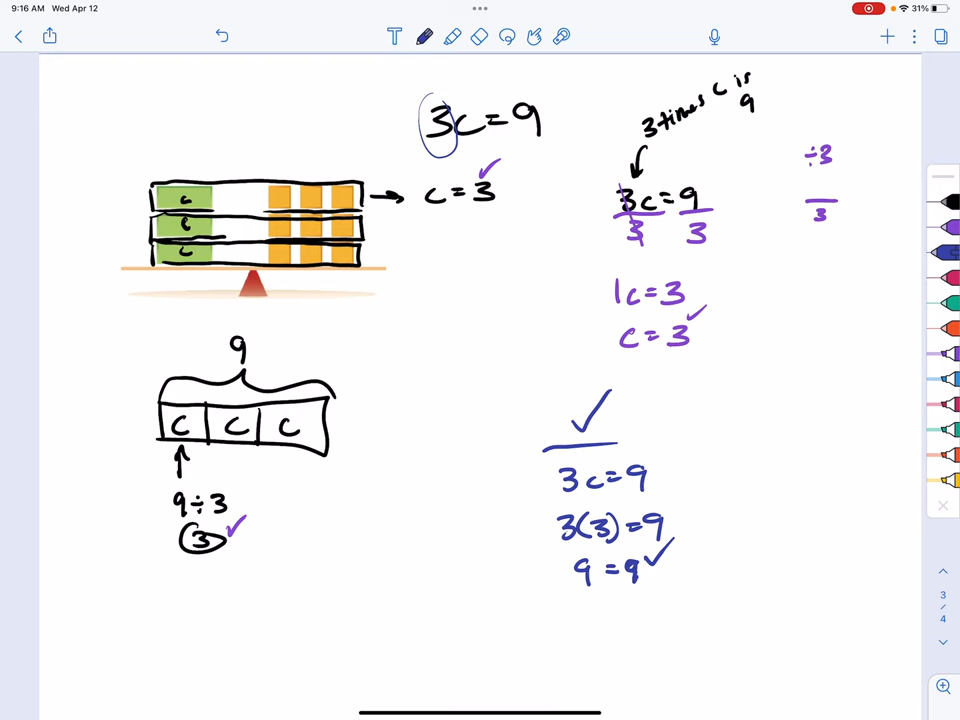 9:16 AM Wed Apr 12
31%
T
3c=9
3 times c is 9
÷3
3
c = 3
c
c
c
3c=9
3 3
1c=3
c = 3
9
c c c
9÷3
3
3c=9
3(3)=9
9=9
3
/
4